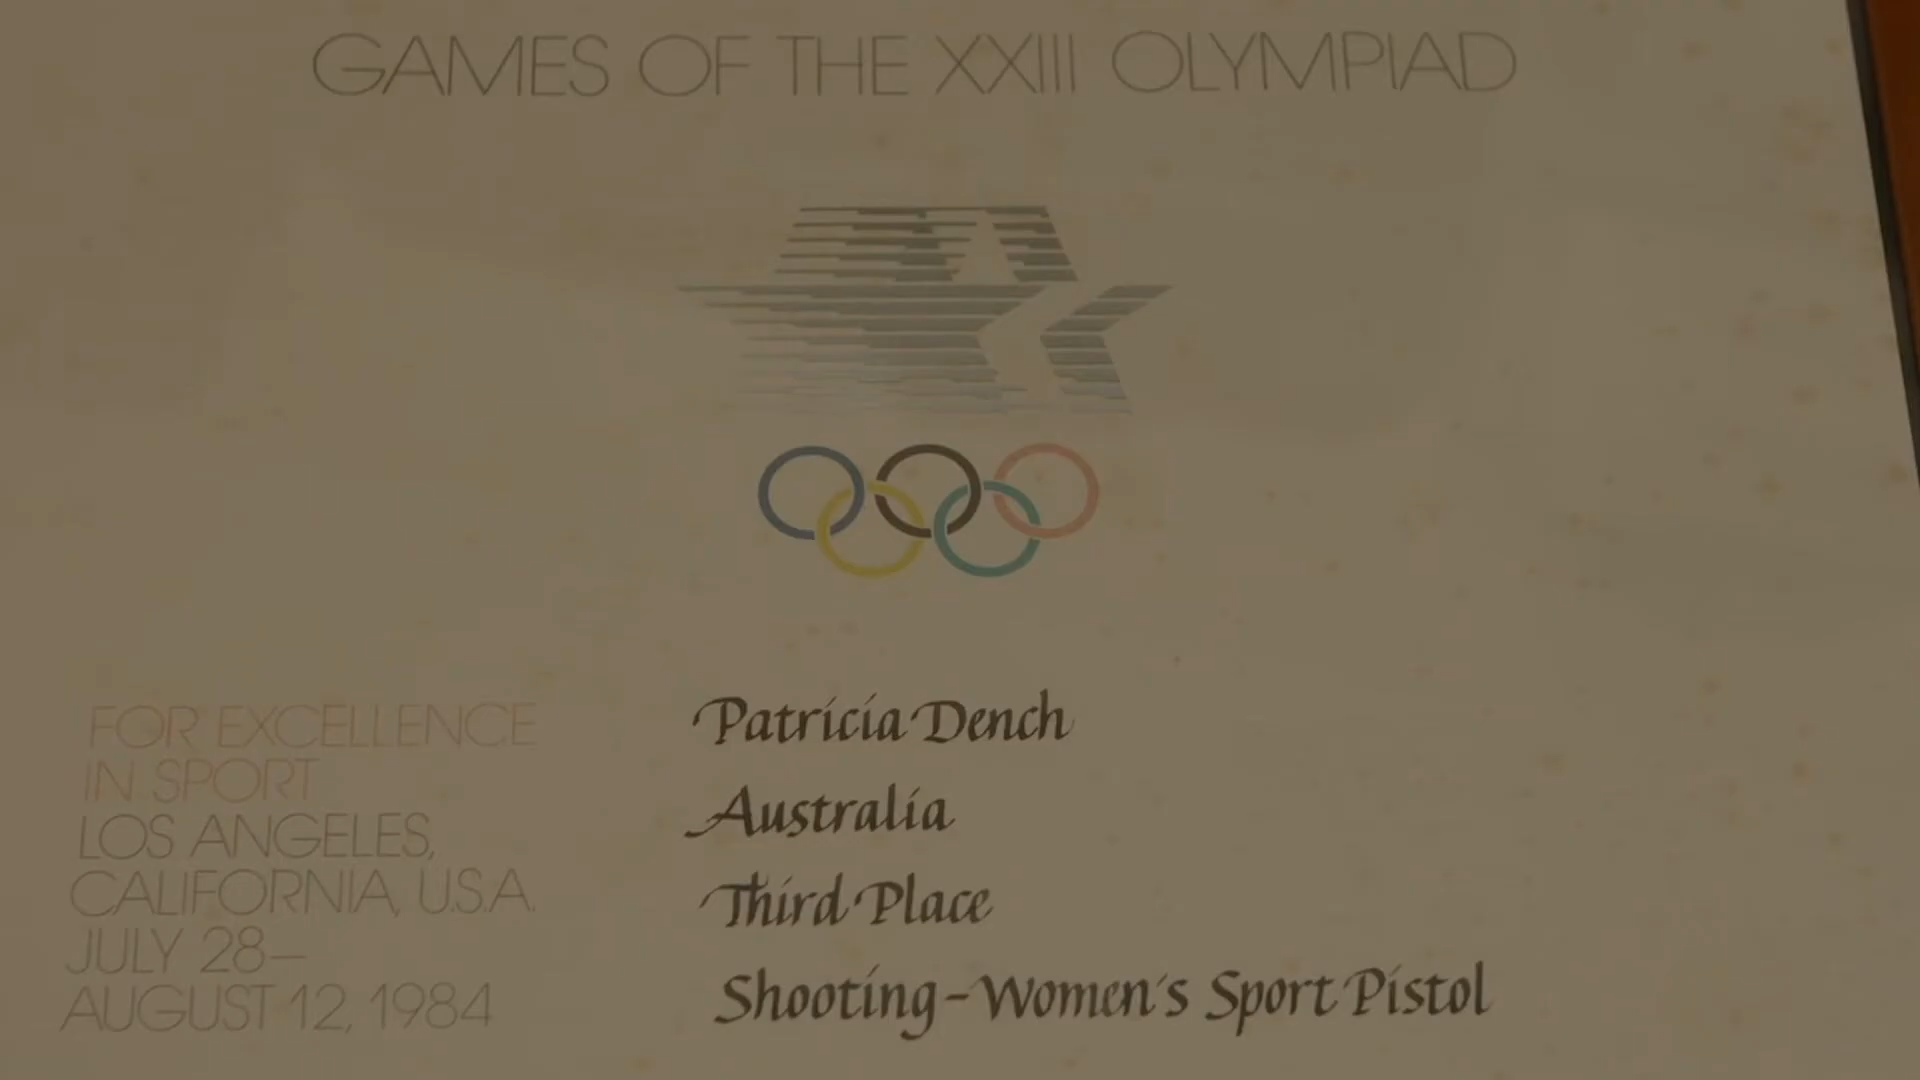 GAMES OF THE XXIII OLYMPIAD
FOR EXCELLENCE
IN SPORT
LOS ANGELES,
CALIFORNIA, U.S.A.
JULY 28—
AUGUST 12, 1984
Patricia Dench
Australia
Third Place
Shooting-Women's Sport Pistol